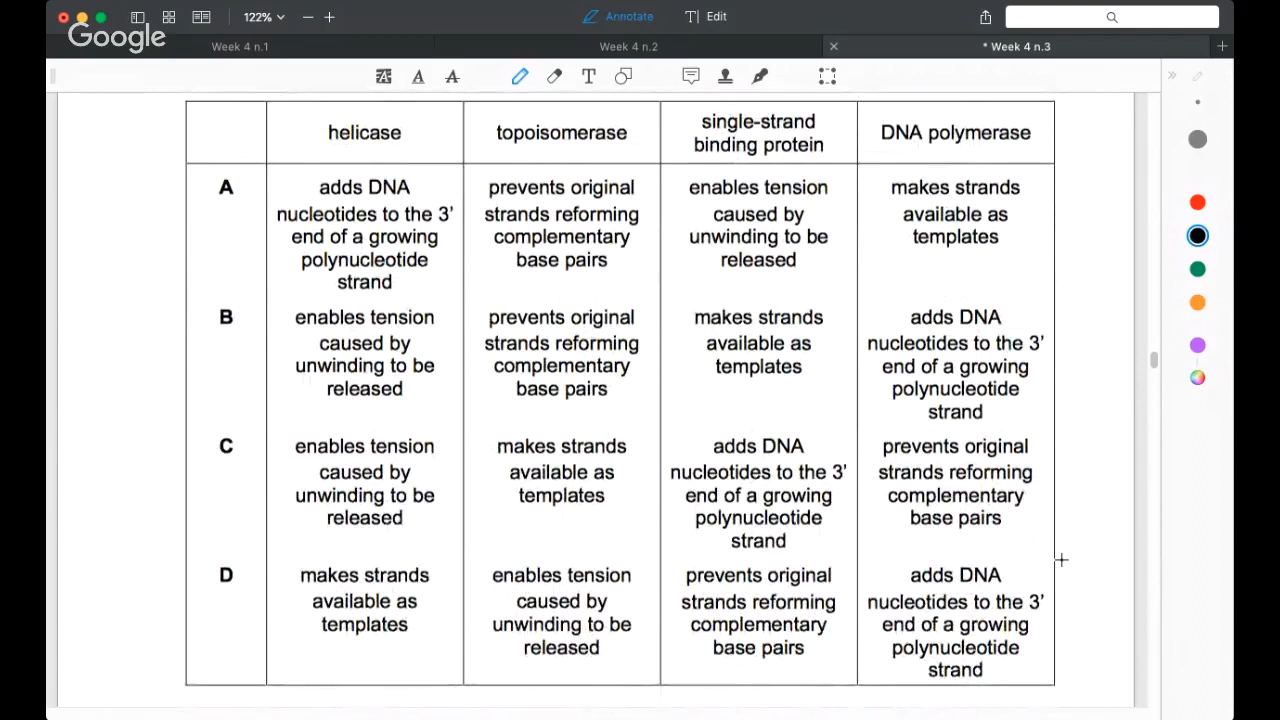 122%
Annotate
Edit
Google
Week 4 n.1
Week 4 n.2
* Week 4 n.3
helicase
topoisomerase
single-strand
binding protein
DNA polymerase
A
adds DNA
nucleotides to the 3’
end of a growing
polynucleotide
strand
prevents original
strands reforming
complementary
base pairs
enables tension
caused by
unwinding to be
released
makes strands
available as
templates
B
enables tension
caused by
unwinding to be
released
prevents original
strands reforming
complementary
base pairs
makes strands
available as
templates
adds DNA
nucleotides to the 3’
end of a growing
polynucleotide
strand
C
enables tension
caused by
unwinding to be
released
makes strands
available as
templates
adds DNA
nucleotides to the 3’
end of a growing
polynucleotide
strand
prevents original
strands reforming
complementary
base pairs
D
makes strands
available as
templates
enables tension
caused by
unwinding to be
released
prevents original
strands reforming
complementary
base pairs
adds DNA
nucleotides to the 3’
end of a growing
polynucleotide
strand